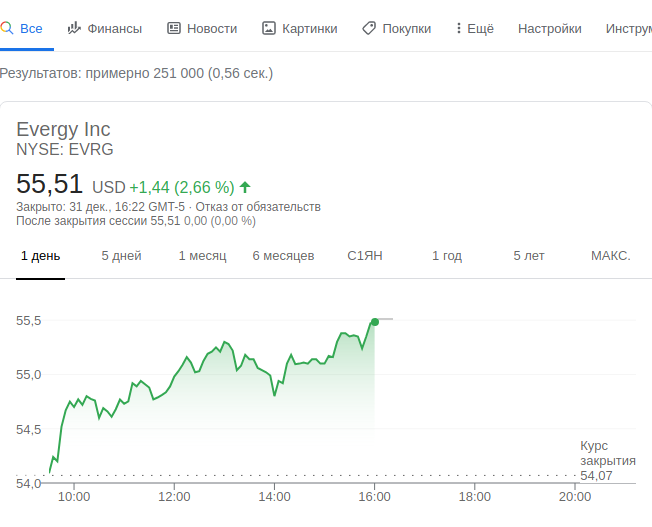 Все Финансы Новости Картинки Покупки Ещё Настройки Инструм
Результатов: примерно 251 000 (0,56 сек.)
Evergy Inc
NYSE: EVRG
55,51 USD +1,44 (2,66 %)
Закрыто: 31 дек., 16:22 GMT-5 · Отказ от обязательств
После закрытия сессии 55,51 0,00 (0,00 %)
1 день 5 дней 1 месяц 6 месяцев С1ЯН 1 год 5 лет МАКС.
55,5
55,0
54,5
54,0
Курс
закрытия
54,07
10:00 12:00 14:00 16:00 18:00 20:00